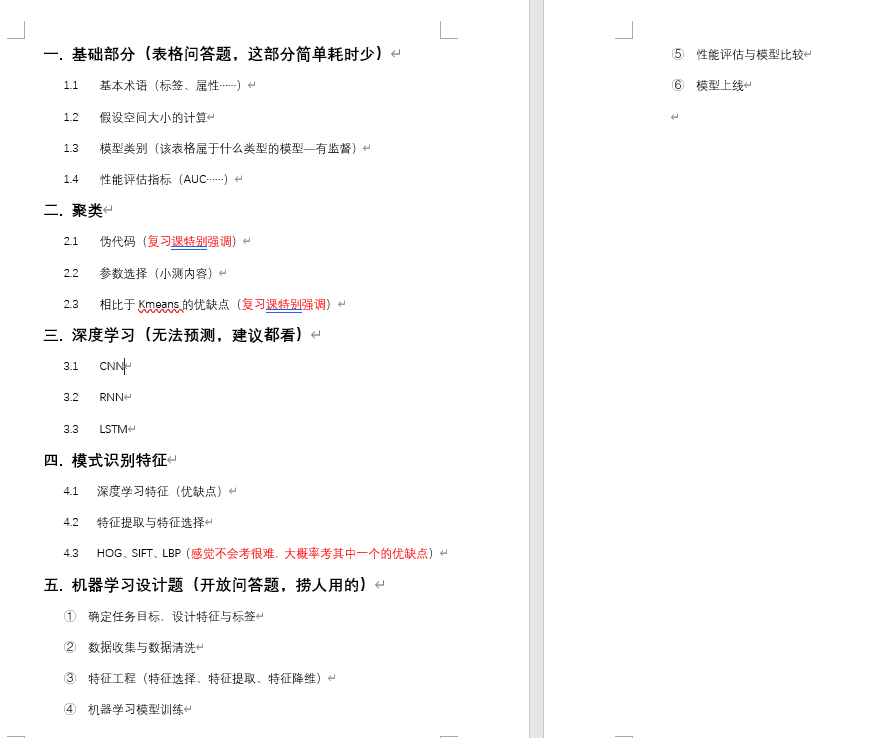 一. 基础部分（表格问答题，这部分简单耗时少）
1.1 基本术语（标签、属性……）
1.2 假设空间大小的计算
1.3 模型类别（该表格属于什么类型的模型—有监督）
1.4 性能评估指标（AUC……）
二. 聚类
2.1 伪代码（复习课特别强调）
2.2 参数选择（小测内容）
2.3 相比于 Kmeans 的优缺点（复习课特别强调）
三. 深度学习（无法预测，建议都看）
3.1 CNN
3.2 RNN
3.3 LSTM
四. 模式识别特征
4.1 深度学习特征（优缺点）
4.2 特征提取与特征选择
4.3 HOG、SIFT、LBP（感觉不会考很难，大概率考其中一个的优缺点）
五. 机器学习设计题（开放问答题，捞人用的）
① 确定任务目标，设计特征与标签
② 数据收集与数据清洗
③ 特征工程（特征选择、特征提取、特征降维）
④ 机器学习模型训练
⑤ 性能评估与模型比较
⑥ 模型上线